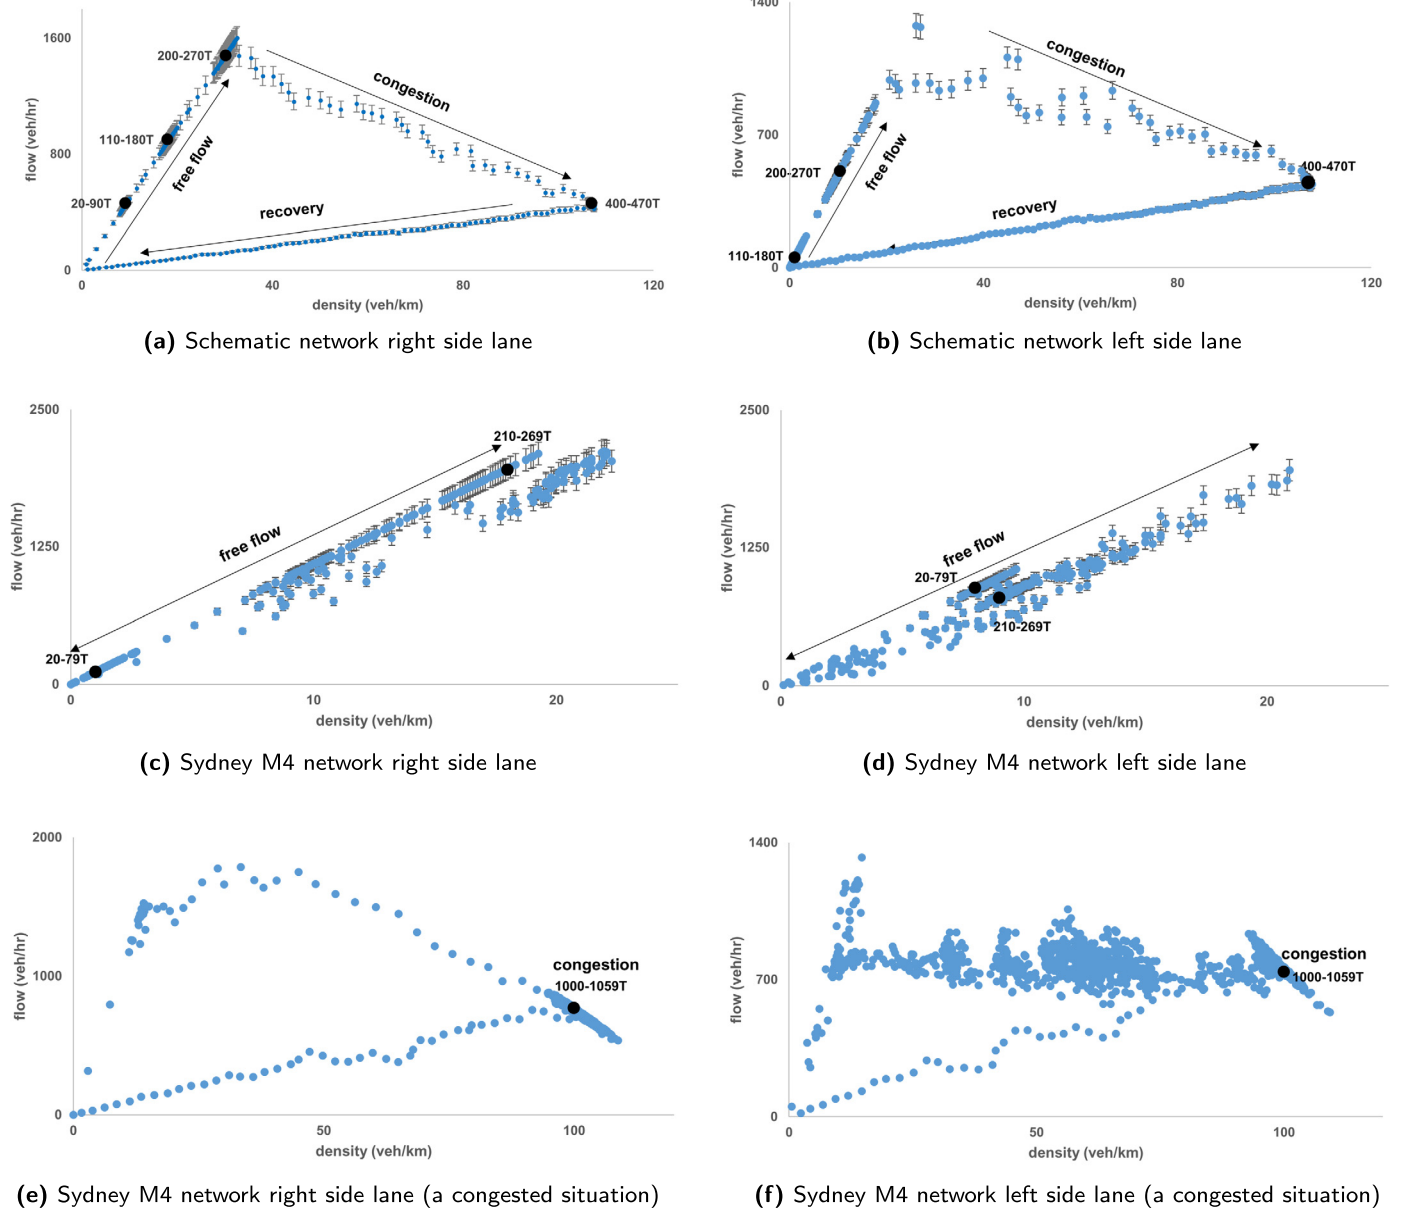 1600
800
400
0
flow (veh/hr)
200-270T
110-180T
20-90T
free flow
congestion
recovery
400-470T
0 40 80 120
density (veh/km)
(a) Schematic network right side lane
1400
700
0
flow (veh/hr)
200-270T
110-180T
free flow
congestion
recovery
400-470T
0 40 80 120
density (veh/km)
(b) Schematic network left side lane
2500
1250
0
flow (veh/hr)
210-269T
free flow
20-79T
0 10 20
density (veh/km)
(c) Sydney M4 network right side lane
2500
1250
0
flow (veh/hr)
free flow
20-79T
210-269T
0 10 20
density (veh/km)
(d) Sydney M4 network left side lane
2000
1000
0
flow (veh/hr)
congestion
1000-1059T
0 50 100
density (veh/km)
(e) Sydney M4 network right side lane (a congested situation)
1400
700
0
flow (veh/hr)
congestion
1000-1059T
0 50 100
density (veh/km)
(f) Sydney M4 network left side lane (a congested situation)